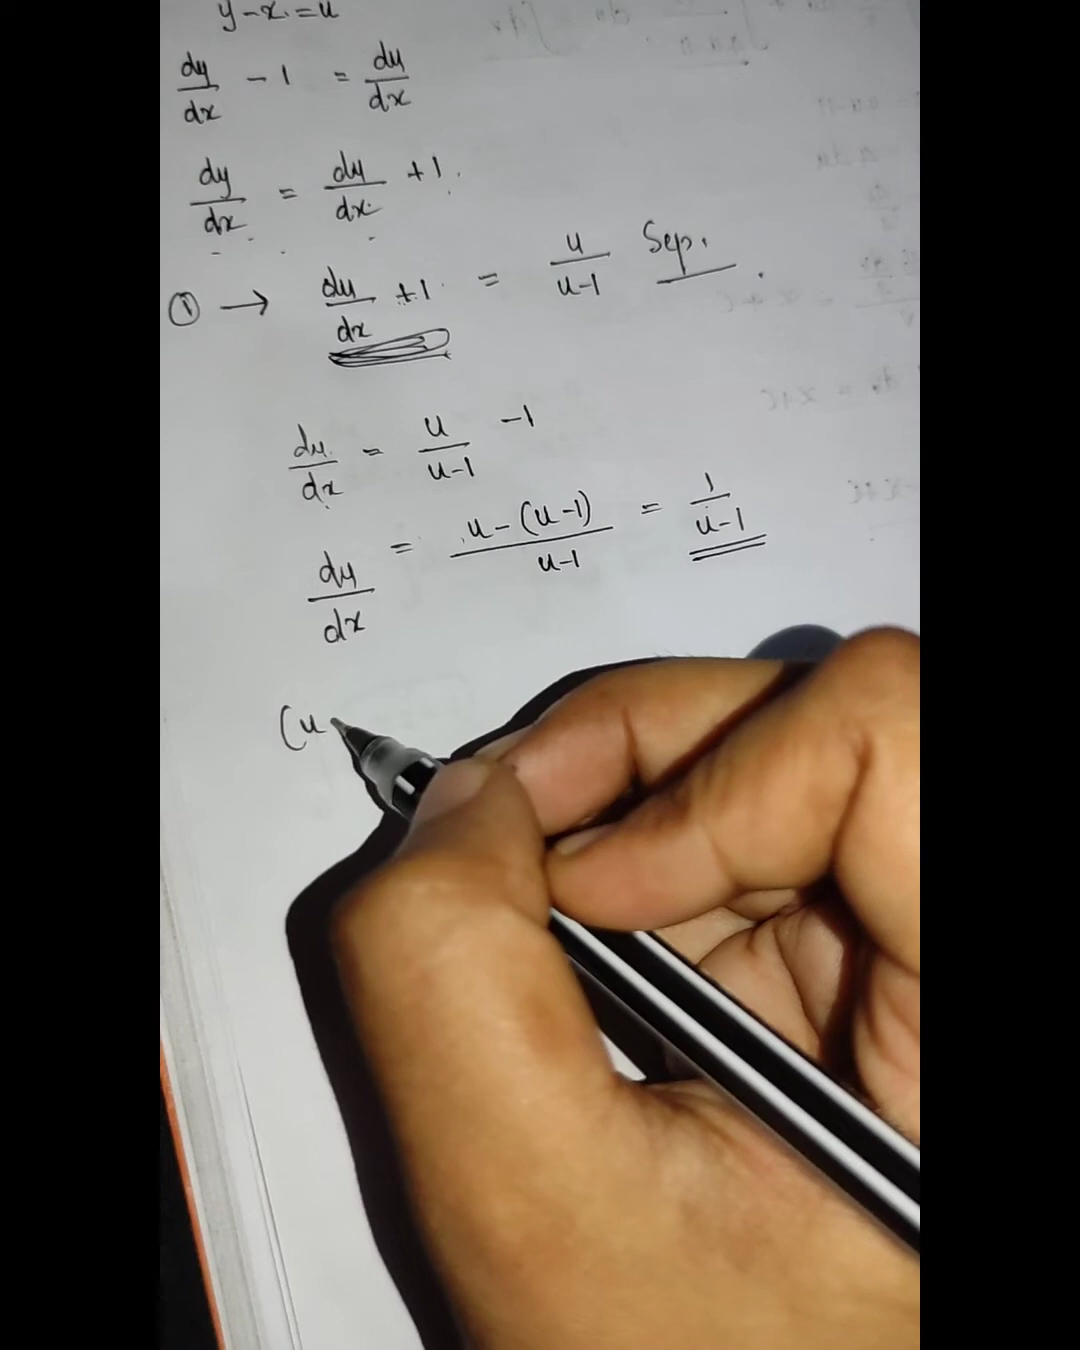 y-x = u
dy/dx - 1 = du/dx
dy/dx = du/dx + 1.
① → du/dx + 1 = u/u-1 Sep.
du/dx = u/u-1 -1
du/dx = u-(u-1)/u-1 = 1/u-1
(u